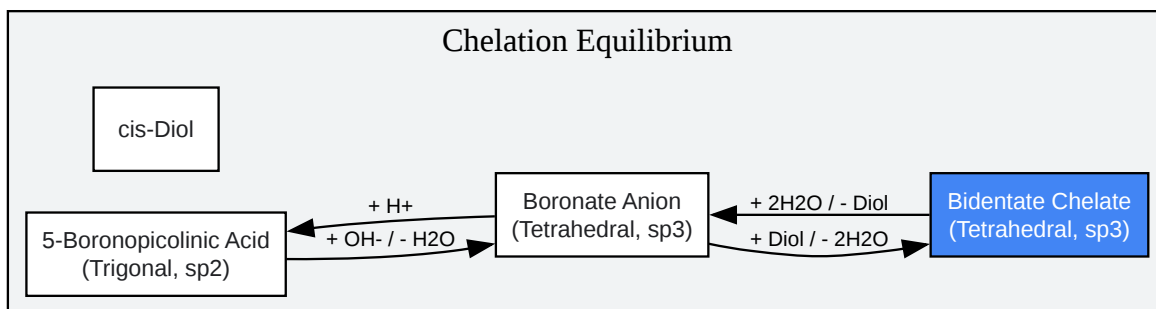 Chelation Equilibrium
cis-Diol
5-Boronopicolinic Acid
(Trigonal, sp2)
+ H+
+ OH- / - H2O
Boronate Anion
(Tetrahedral, sp3)
+ 2H2O / - Diol
+ Diol / - 2H2O
Bidentate Chelate
(Tetrahedral, sp3)